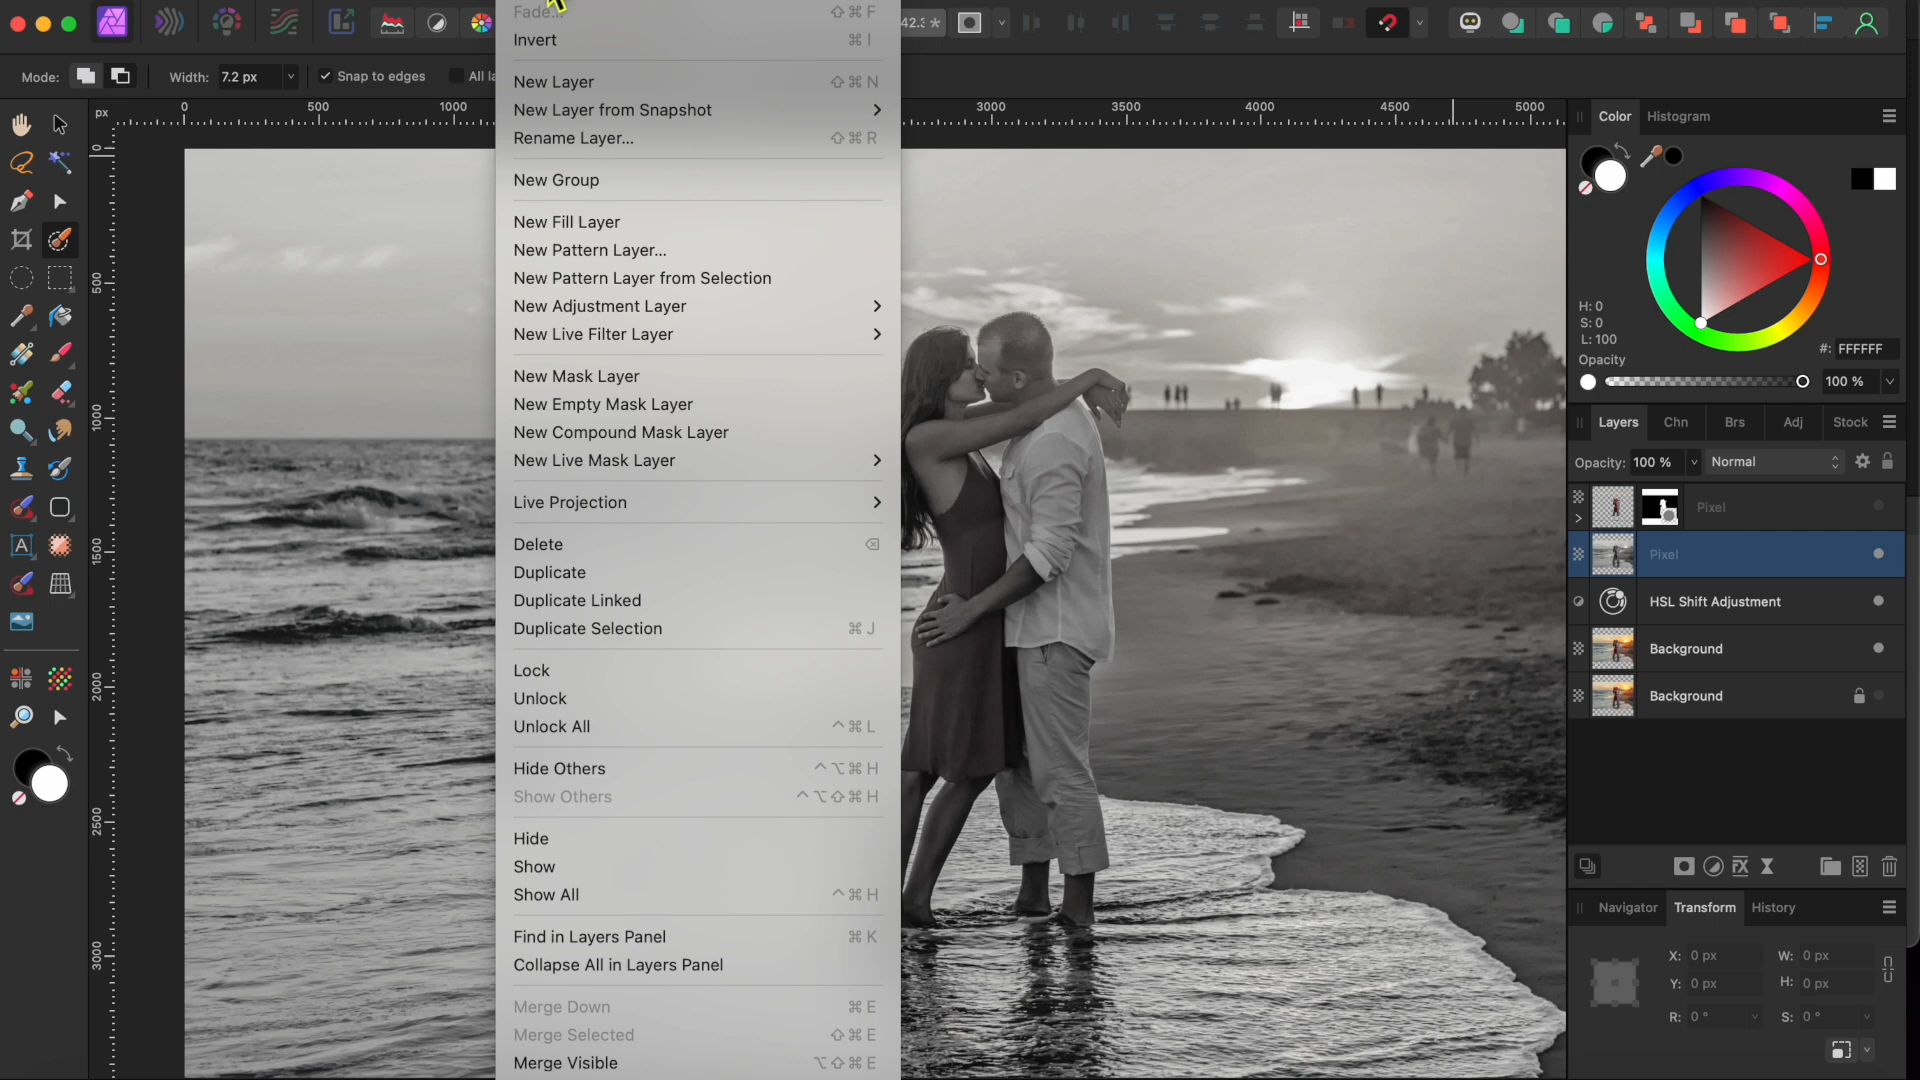 Fade... ⇧⌘F
42.3 *
Invert ⌘I
Mode: Width: 7.2 px Snap to edges
New Layer ⇧⌘N
New Layer from Snapshot
Rename Layer... ⇧⌘R
px 0 500 1000 3000 3500 4000 4500 5000
Color Histogram
New Group
New Fill Layer
New Pattern Layer...
New Pattern Layer from Selection
New Adjustment Layer
New Live Filter Layer
H: 0
S: 0
L: 100
#: FFFFFF
Opacity
100 %
New Mask Layer
New Empty Mask Layer
New Compound Mask Layer
New Live Mask Layer
Layers Chn Brs Adj Stock
Opacity: 100 % Normal
Live Projection
Pixel
Delete
Duplicate
Duplicate Linked
Duplicate Selection ⌘J
Pixel
HSL Shift Adjustment
Background
Background
Lock
Unlock
Unlock All ^⌘L
Hide Others ^⌥⌘H
Show Others ^⌥⇧⌘H
Hide
Show
Show All ^⌘H
Find in Layers Panel ⌘K
Collapse All in Layers Panel
Merge Down ⌘E
Merge Selected ⇧⌘E
Merge Visible ⌥⇧⌘E
0
500
1000
1500
2000
2500
3000
A
FX
Navigator Transform History
X: 0 px W: 0 px
Y: 0 px H: 0 px
R: 0 ° S: 0 °